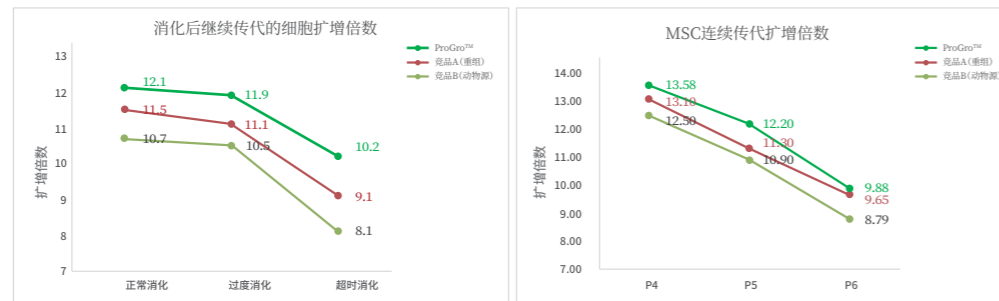 消化后继续传代的细胞扩增倍数
ProGro™
竞品A(重组)
竞品B(动物源)
扩增倍数
13
12
11
10
9
8
7
12.1
11.9
10.2
11.5
11.1
9.1
10.7
10.5
8.1
正常消化
过度消化
超时消化
MSC连续传代扩增倍数
ProGro™
竞品A(重组)
竞品B(动物源)
扩增倍数
14.00
13.00
12.00
11.00
10.00
9.00
8.00
7.00
13.58
12.20
9.88
13.10
11.30
9.65
12.50
10.90
8.79
P4
P5
P6